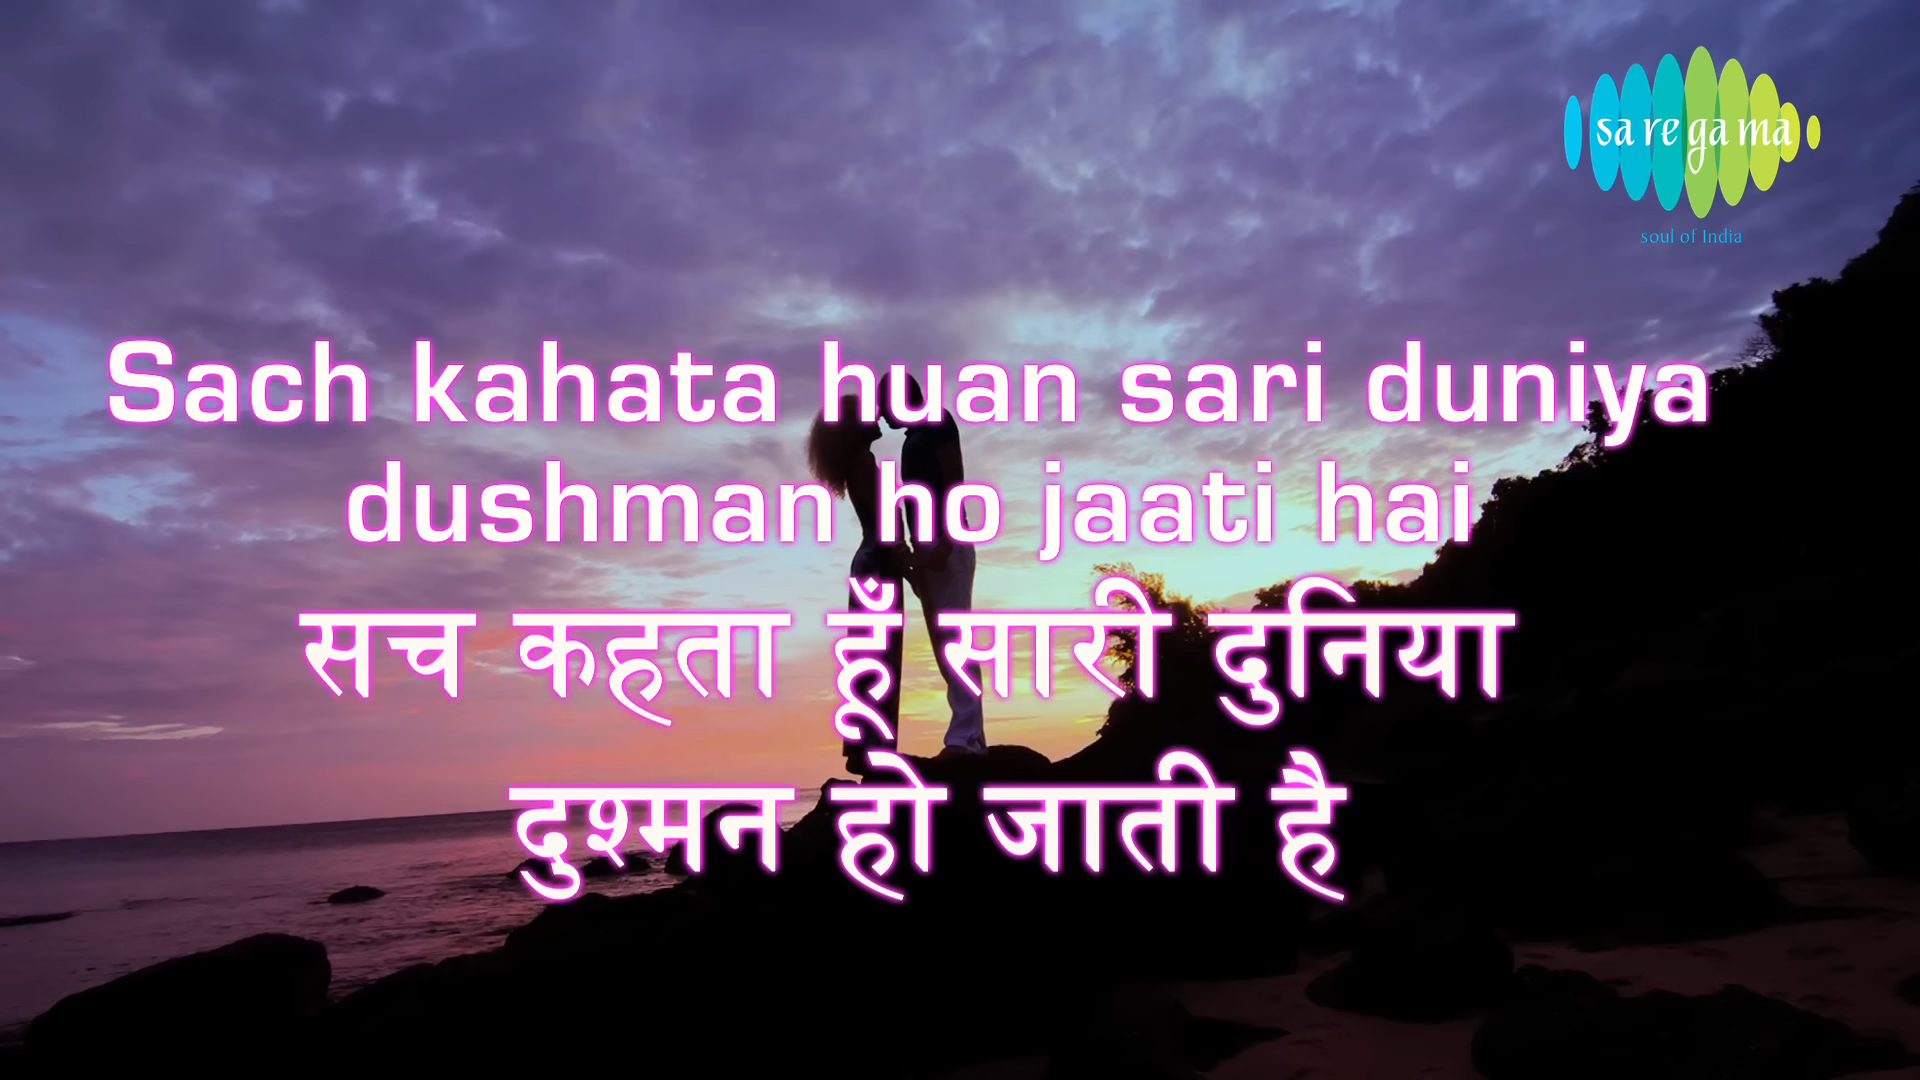 sa re ga ma
soul of India
Sach kahata huan sari duniya
dushman ho jaati hai
सच कहता हूँ सारी दुनिया
दुश्मन हो जाती है